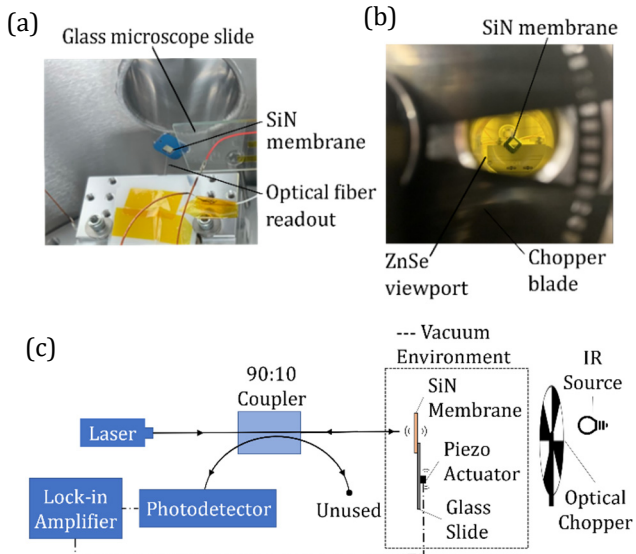 (a)
Glass microscope slide
SiN
membrane
Optical fiber
readout
(b)
SiN membrane
ZnSe
viewport
Chopper
blade
(c)
90:10
Coupler
Laser
Lock-in
Amplifier
Photodetector
Unused
--- Vacuum
Environment
SiN
Membrane
Piezo
Actuator
Glass
Slide
IR
Source
Optical
Chopper